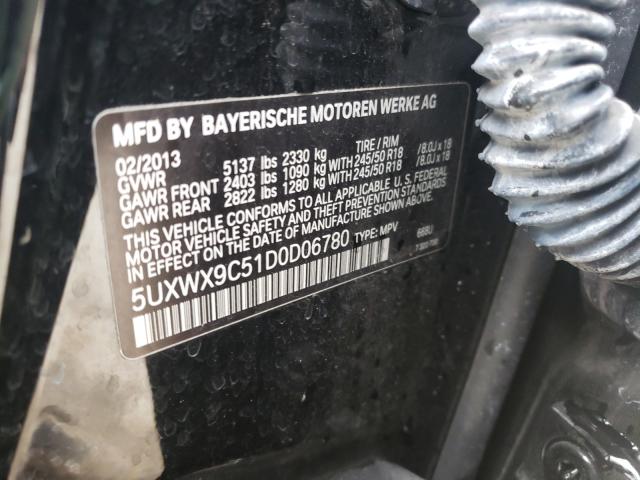 MFD BY BAYERISCHE MOTOREN WERKE AG
02/2013 TIRE / RIM
GVWR 5137 lbs 2330 kg
GAWR FRONT 2403 lbs 1090 kg WITH 245/50 R18 / 8.0J x 18
GAWR REAR 2822 lbs 1280 kg WITH 245/50 R18 / 8.0J x 18
THIS VEHICLE CONFORMS TO ALL APPLICABLE U.S. FEDERAL
MOTOR VEHICLE SAFETY AND THEFT PREVENTION STANDARDS
IN EFFECT ON THE DATE OF MANUFACTURE SHOWN ABOVE.
5UXWX9C51D0D06780 TYPE: MPV